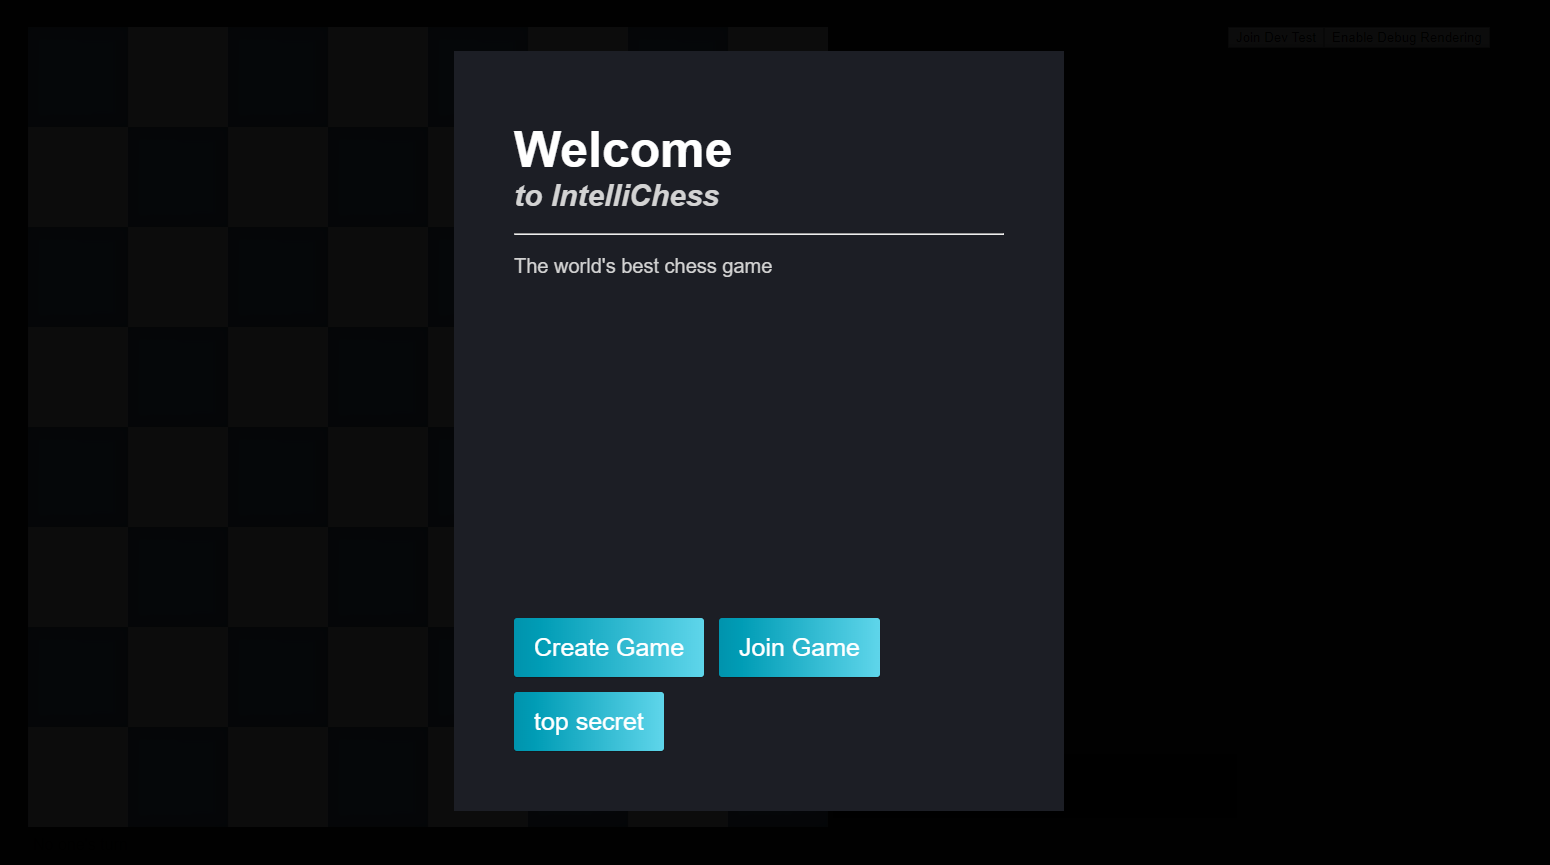 Join Dev Test Enable Debug Rendering
Welcome
to IntelliChess
The world's best chess game
Create Game Join Game
top secret